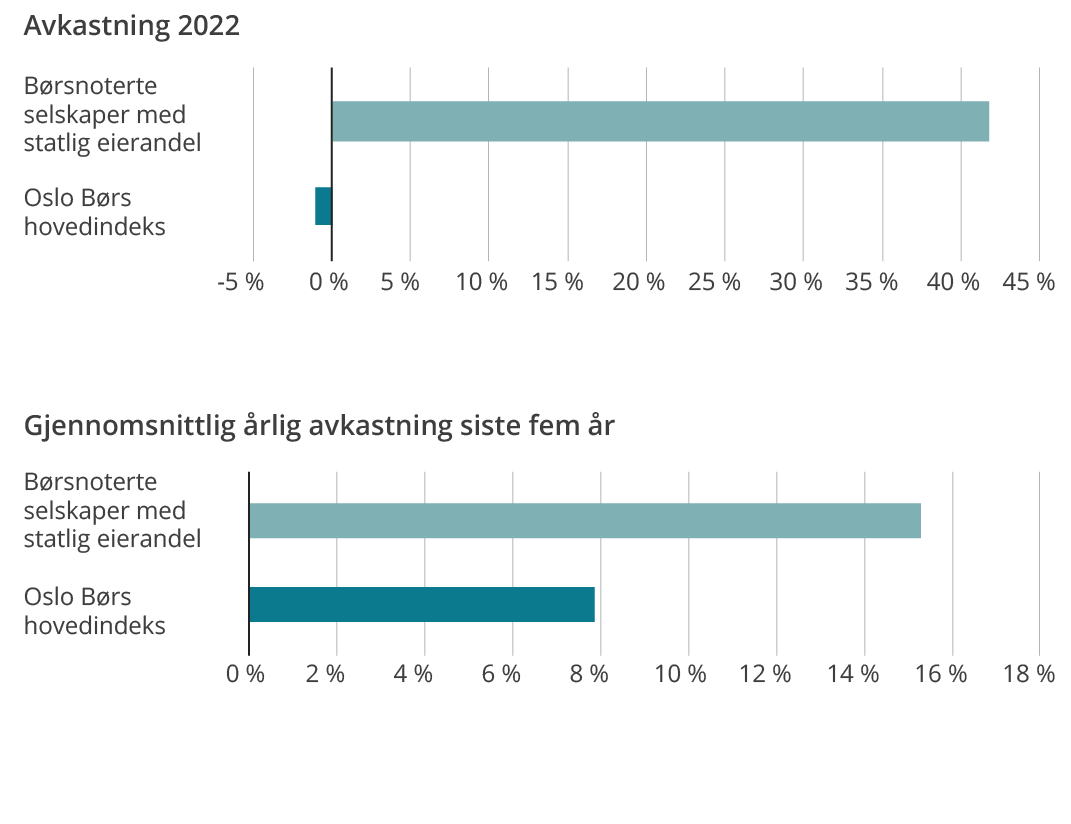 Avkastning 2022
Børsnoterte
selskaper med
statlig eierandel
Oslo Børs
hovedindeks
-5 % 0 % 5 % 10 % 15 % 20 % 25 % 30 % 35 % 40 % 45 %
Gjennomsnittlig årlig avkastning siste fem år
Børsnoterte
selskaper med
statlig eierandel
Oslo Børs
hovedindeks
0 % 2 % 4 % 6 % 8 % 10 % 12 % 14 % 16 % 18 %